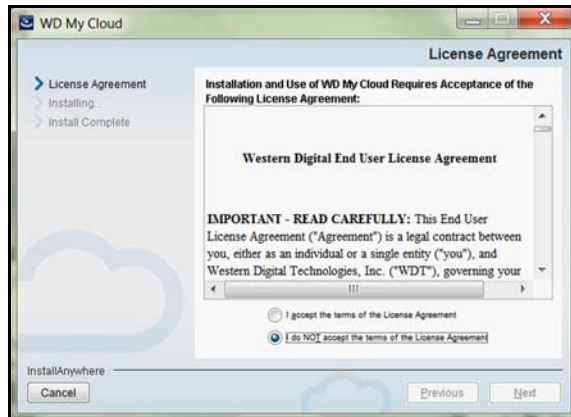 WD My Cloud
License Agreement
License Agreement
Installing...
Install Complete
Installation and Use of WD My Cloud Requires Acceptance of the
Following License Agreement:
Western Digital End User License Agreement
IMPORTANT - READ CAREFULLY: This End User
License Agreement ("Agreement") is a legal contract between
you, either as an individual or a single entity ("you"), and
Western Digital Technologies, Inc. ("WDT"), governing your
I accept the terms of the License Agreement
I do NOT accept the terms of the License Agreement
InstallAnywhere
Cancel
Previous
Next